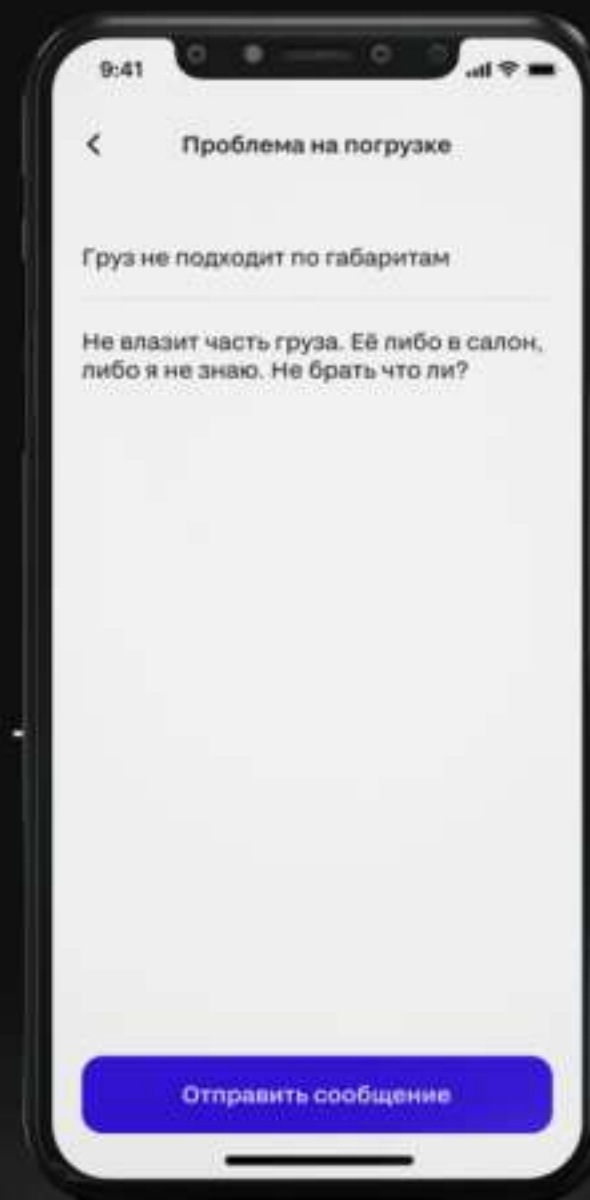 9:41
Проблема на погрузке
Груз не подходит по габаритам
Не влазит часть груза. Её либо в салон,
либо я не знаю. Не брать что ли?
Отправить сообщение